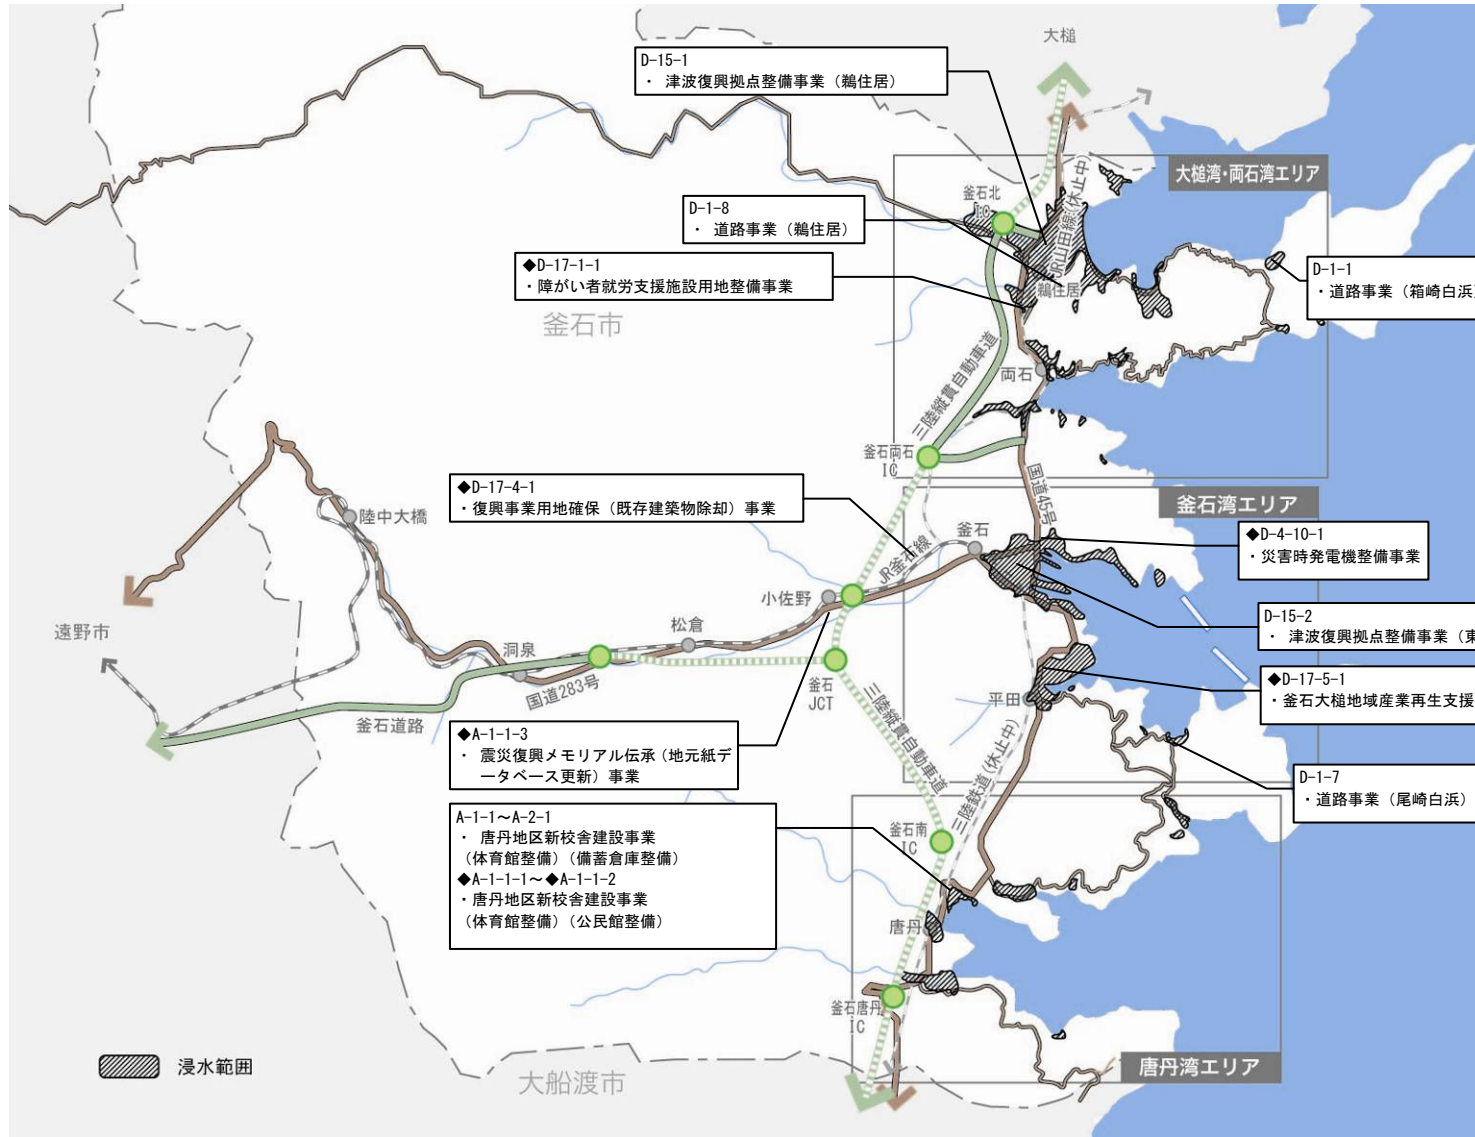 大槌
D-15-1
・ 津波復興拠点整備事業（鵜住居）
大槌湾・両石湾エリア
釜石北
IC
JR山田線（休止中）
D-1-8
・ 道路事業（鵜住居）
◆D-17-1-1
・障がい者就労支援施設用地整備事業
鵜住居
D-1-1
・道路事業（箱崎白浜）
釜石市
三陸縦貫自動車道
両石
釜石両石
IC
国道45号
◆D-17-4-1
・復興事業用地確保（既存建築物除却）事業
釜石湾エリア
陸中大橋
釜石
JR釜石線
◆D-4-10-1
・災害時発電機整備事業
小佐野
D-15-2
・ 津波復興拠点整備事業（東
遠野市
松倉
洞泉
国道283号
釜石
JCT
◆D-17-5-1
・釜石大槌地域産業再生支援
平田
釜石道路
三陸縦貫自動車道
三陸鉄道（休止中）
◆A-1-1-3
・ 震災復興メモリアル伝承（地元紙デ
ータベース更新）事業
D-1-7
・道路事業（尾崎白浜）
A-1-1～A-2-1
・ 唐丹地区新校舎建設事業
（体育館整備）（備蓄倉庫整備）
◆A-1-1-1～◆A-1-1-2
・唐丹地区新校舎建設事業
（体育館整備）（公民館整備）
釜石南
IC
唐丹
釜石唐丹
IC
唐丹湾エリア
浸水範囲
大船渡市